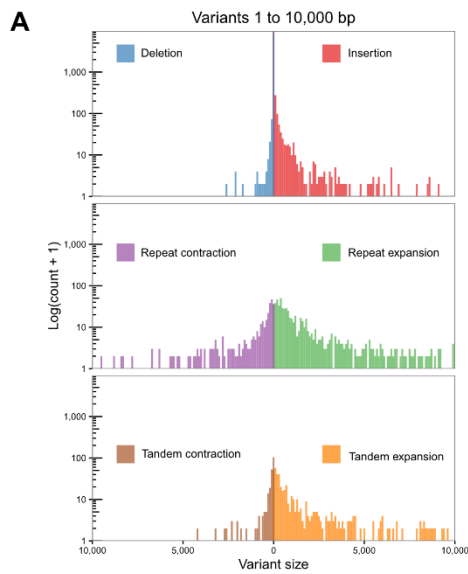 A
Variants 1 to 10,000 bp
Deletion
Insertion
1,000
100
10
1
Log(count + 1)
Repeat contraction
Repeat expansion
1,000
100
10
1
Tandem contraction
Tandem expansion
1,000
100
10
1
10,000 5,000 0 5,000 10,000
Variant size